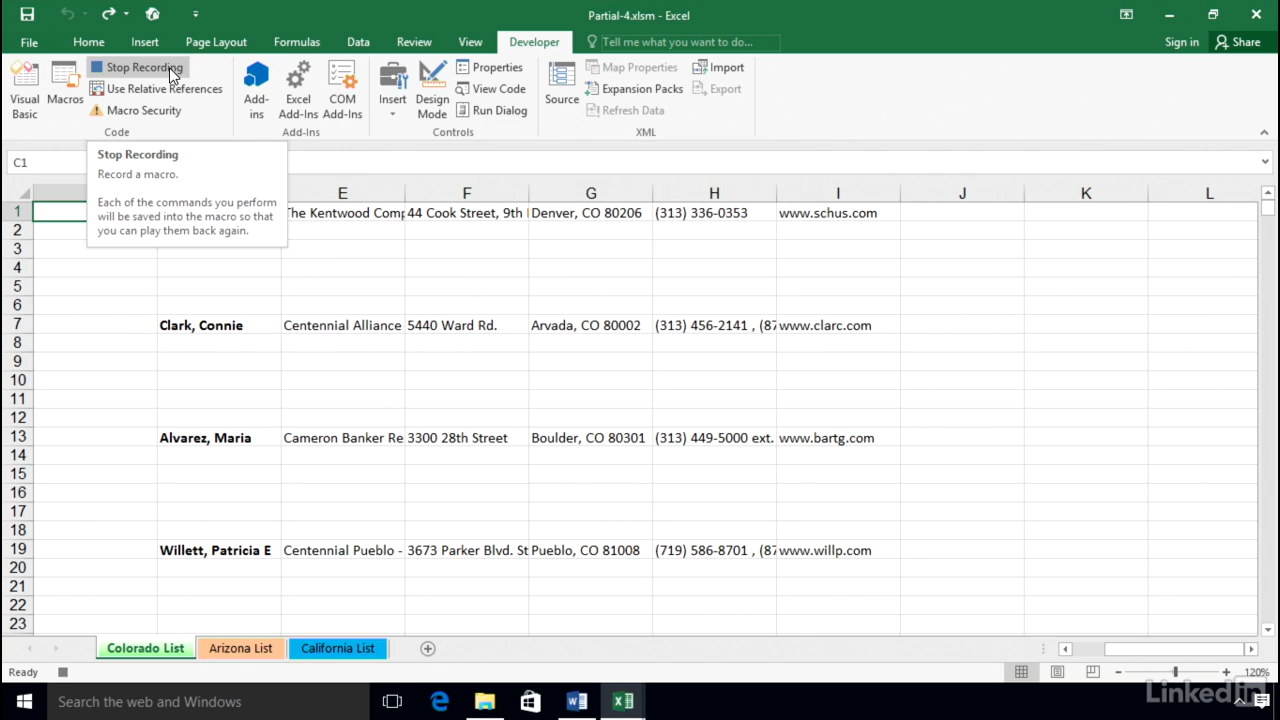 Partial-4.xlsm - Excel
File Home Insert Page Layout Formulas Data Review View Developer Tell me what you want to do... Sign in Share
Visual Basic
Macros
Stop Recording
Use Relative References
Macro Security
Code
Add-ins
Excel Add-Ins
COM Add-Ins
Add-Ins
Insert
Design Mode
Properties
View Code
Run Dialog
Controls
Source
Map Properties
Expansion Packs
Refresh Data
Import
Export
XML
C1
Stop Recording
Record a macro.
Each of the commands you perform
will be saved into the macro so that
you can play them back again.
E F G H I J K L
1 The Kentwood Comp 44 Cook Street, 9th Denver, CO 80206 (313) 336-0353 www.schus.com
2
3
4
5
6
7 Clark, Connie Centennial Alliance 5440 Ward Rd. Arvada, CO 80002 (313) 456-2141 , (87 www.clarc.com
8
9
10
11
12
13 Alvarez, Maria Cameron Banker Re 3300 28th Street Boulder, CO 80301 (313) 449-5000 ext. www.bartg.com
14
15
16
17
18
19 Willett, Patricia E Centennial Pueblo - 3673 Parker Blvd. St Pueblo, CO 81008 (719) 586-8701 , (87 www.willp.com
20
21
22
23
Colorado List Arizona List California List
Ready 120%
Search the web and Windows
LinkedIn